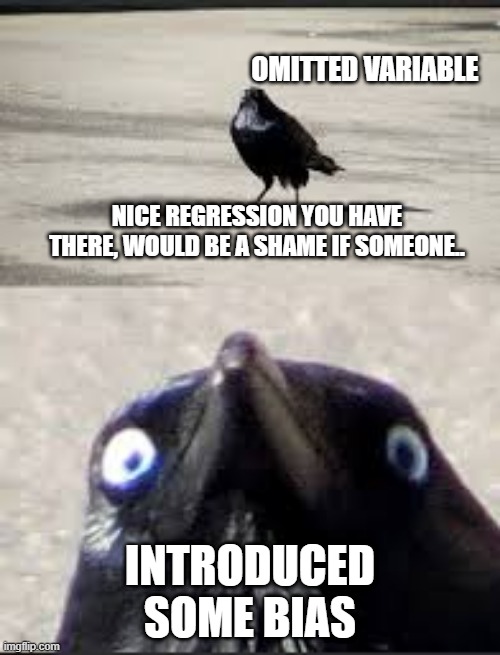 OMITTED VARIABLE
NICE REGRESSION YOU HAVE
THERE, WOULD BE A SHAME IF SOMEONE..
INTRODUCED
SOME BIAS
imgflip.com